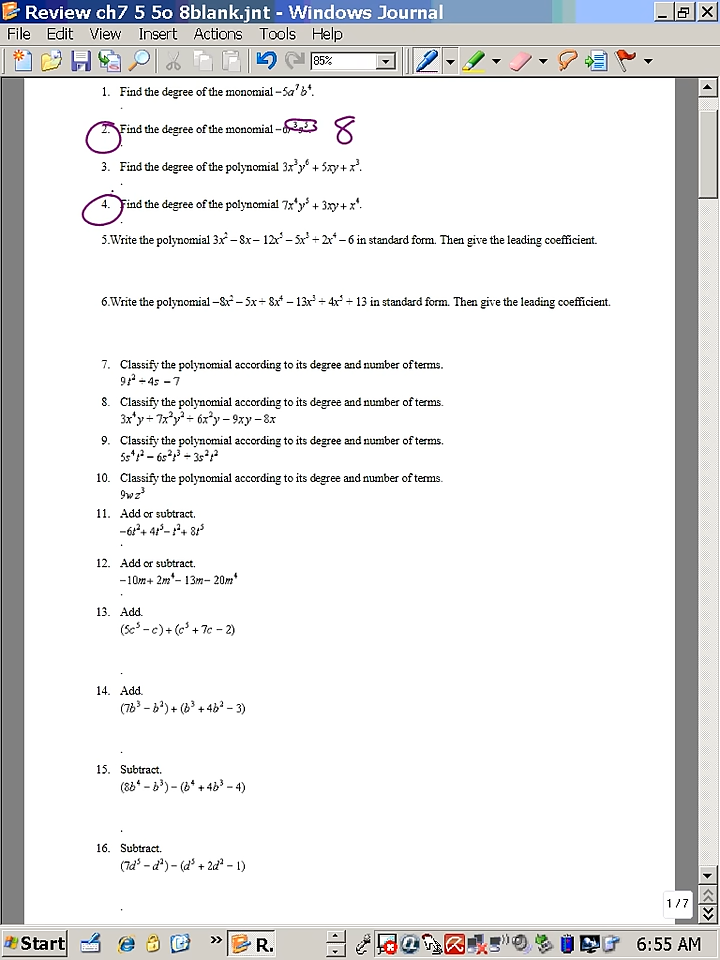 Review ch7 5 5o 8blank.jnt - Windows Journal
File Edit View Insert Actions Tools Help
85%
1. Find the degree of the monomial −5a⁷b⁴.
2. Find the degree of the monomial 8
3. Find the degree of the polynomial 3x³y⁶ + 5xy + x³.
4. Find the degree of the polynomial 7x⁴y⁵ + 3xy + x⁴.
5.Write the polynomial 3x² − 8x − 12x⁵ − 5x³ + 2x⁴ − 6 in standard form. Then give the leading coefficient.
6.Write the polynomial −8x² − 5x + 8x⁴ − 13x³ + 4x⁵ + 13 in standard form. Then give the leading coefficient.
7. Classify the polynomial according to its degree and number of terms.
9t² + 4s − 7
8. Classify the polynomial according to its degree and number of terms.
3x⁴y + 7x²y² + 6x²y − 9xy − 8x
9. Classify the polynomial according to its degree and number of terms.
5s⁴t² − 6s²t³ + 3s²t²
10. Classify the polynomial according to its degree and number of terms.
9wz³
11. Add or subtract.
−6t² + 4t⁵ − t² + 8t⁵
12. Add or subtract.
−10m + 2m⁴ − 13m − 20m⁴
13. Add.
(5c⁵ − c) + (c⁵ + 7c − 2)
14. Add.
(7b³ − b²) + (b³ + 4b² − 3)
15. Subtract.
(8b⁴ − b³) − (b⁴ + 4b³ − 4)
16. Subtract.
(7d⁵ − d²) − (d⁵ + 2d² − 1)
1 / 7
Start » R. 6:55 AM